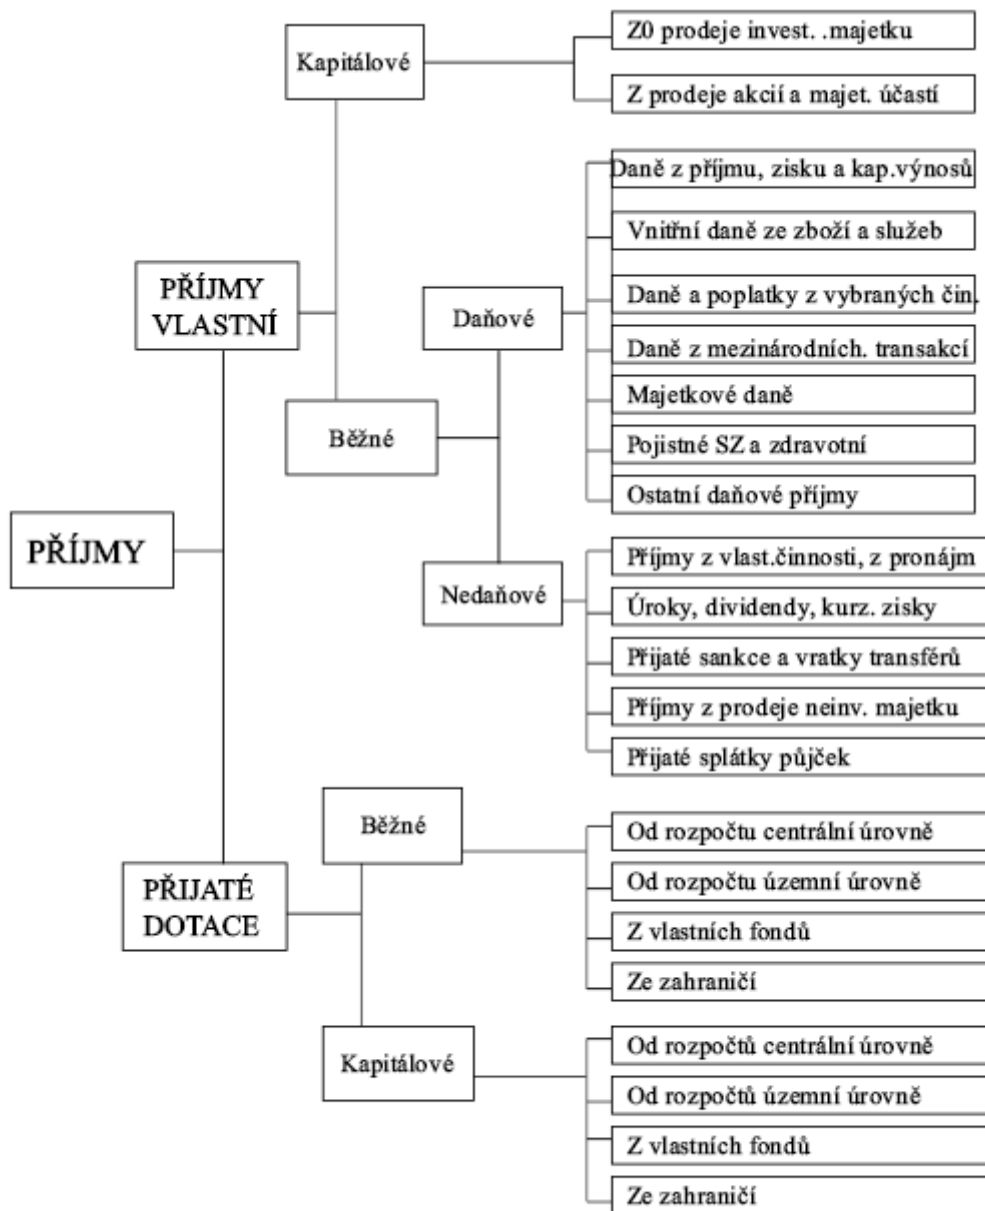 Z0 prodeje invest. .majetku
Kapitálové
Z prodeje akcií a majet. účastí
Daně z příjmu, zisku a kap.výnosů
Vnitřní daně ze zboží a služeb
PŘÍJMY
VLASTNÍ
Daňové
Daně a poplatky z vybraných čin.
Daně z mezinárodních. transakcí
Majetkové daně
Běžné
Pojistné SZ a zdravotní
Ostatní daňové příjmy
PŘÍJMY
Nedaňové
Příjmy z vlast.činnosti, z pronájm
Úroky, dividendy, kurz. zisky
Přijaté sankce a vratky transférů
Příjmy z prodeje neinv. majetku
Přijaté splátky půjček
Běžné
Od rozpočtu centrální úrovně
Od rozpočtu územní úrovně
PŘIJATÉ
DOTACE
Z vlastních fondů
Ze zahraničí
Kapitálové
Od rozpočtů centrální úrovně
Od rozpočtů územní úrovně
Z vlastních fondů
Ze zahraničí